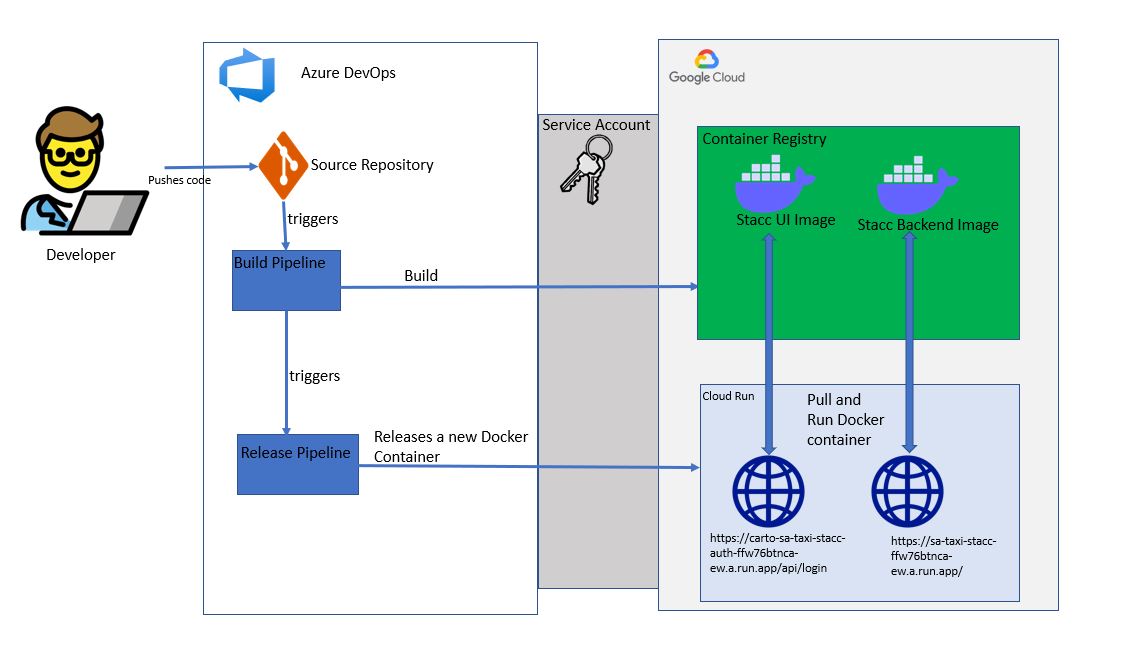 Azure DevOps
Google Cloud
Service Account
Container Registry
Source Repository
Pushes code
Developer
triggers
Stacc UI Image
Stacc Backend Image
Build Pipeline
Build
triggers
Cloud Run
Pull and
Run Docker
container
Releases a new Docker
Container
Release Pipeline
https://carto-sa-taxi-stacc-
auth-ffw76btnca-
ew.a.run.app/api/login
https://sa-taxi-stacc-
ffw76btnca-
ew.a.run.app/